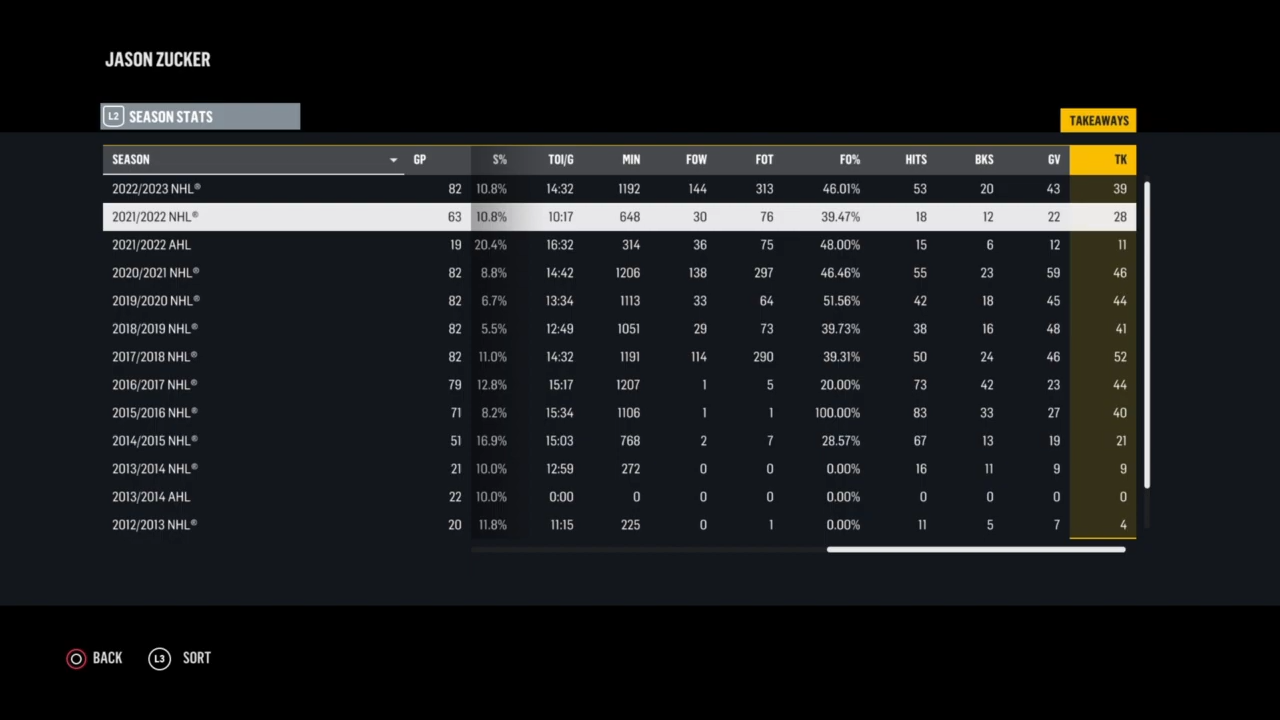 JASON ZUCKER
L2 SEASON STATS
TAKEAWAYS
SEASON GP S% TOI/G MIN FOW FOT FO% HITS BKS GV TK
2022/2023 NHL® 82 10.8% 14:32 1192 144 313 46.01% 53 20 43 39
2021/2022 NHL® 63 10.8% 10:17 648 30 76 39.47% 18 12 22 28
2021/2022 AHL 19 20.4% 16:32 314 36 75 48.00% 15 6 12 11
2020/2021 NHL® 82 8.8% 14:42 1206 138 297 46.46% 55 23 59 46
2019/2020 NHL® 82 6.7% 13:34 1113 33 64 51.56% 42 18 45 44
2018/2019 NHL® 82 5.5% 12:49 1051 29 73 39.73% 38 16 48 41
2017/2018 NHL® 82 11.0% 14:32 1191 114 290 39.31% 50 24 46 52
2016/2017 NHL® 79 12.8% 15:17 1207 1 5 20.00% 73 42 23 44
2015/2016 NHL® 71 8.2% 15:34 1106 1 1 100.00% 83 33 27 40
2014/2015 NHL® 51 16.9% 15:03 768 2 7 28.57% 67 13 19 21
2013/2014 NHL® 21 10.0% 12:59 272 0 0 0.00% 16 11 9 9
2013/2014 AHL 22 10.0% 0:00 0 0 0 0.00% 0 0 0 0
2012/2013 NHL® 20 11.8% 11:15 225 0 1 0.00% 11 5 7 4
BACK L3 SORT